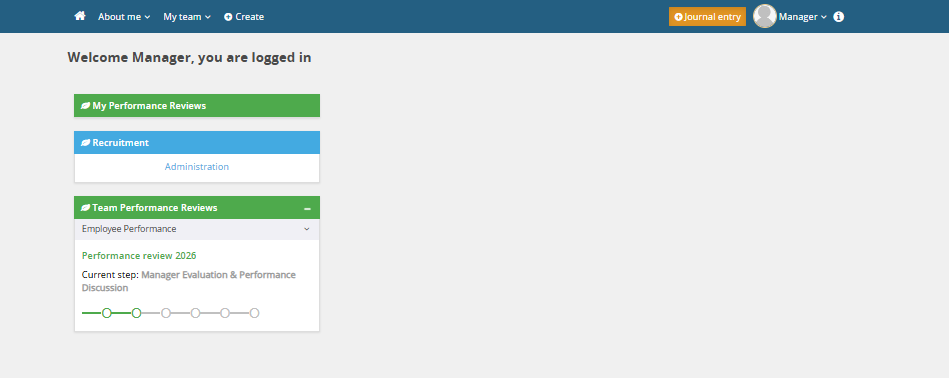 About me My team Create Journal entry Manager
Welcome Manager, you are logged in
My Performance Reviews
Recruitment
Administration
Team Performance Reviews
Employee Performance
Performance review 2026
Current step: Manager Evaluation & Performance
Discussion